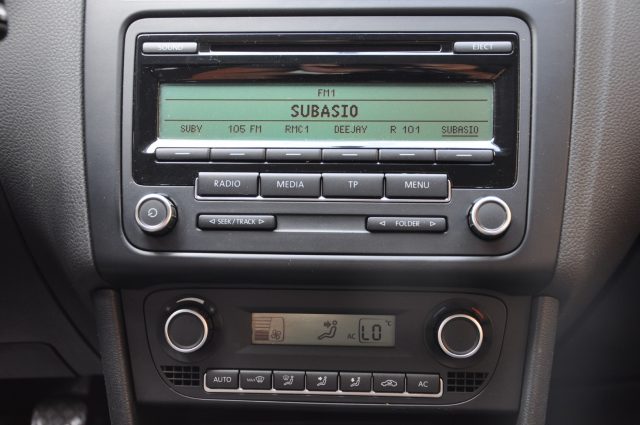 SOUND EJECT
FM1
SUBASIO
SUBY 105 FM RMC1 DEEJAY R 101 SUBASIO
RADIO MEDIA TP MENU
SEEK/TRACK FOLDER
AC LO °C
AUTO MAX AC